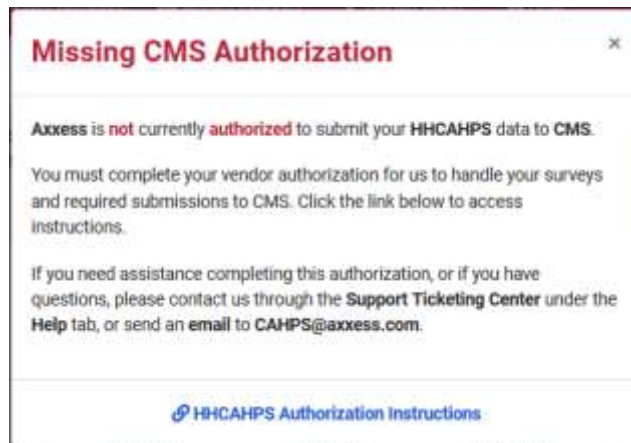 Missing CMS Authorization ×
Axxess is not currently authorized to submit your HHCAHPS data to CMS.
You must complete your vendor authorization for us to handle your surveys
and required submissions to CMS. Click the link below to access
instructions.
If you need assistance completing this authorization, or if you have
questions, please contact us through the Support Ticketing Center under the
Help tab, or send an email to CAHPS@axxess.com.
HHCAHPS Authorization Instructions